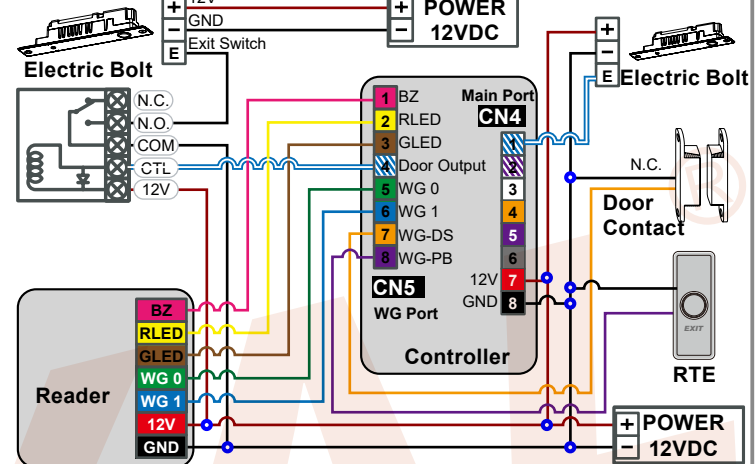 12V
GND
Exit Switch
+
−
E
Electric Bolt
+ POWER
− 12VDC
+
−
E
Electric Bolt
N.C.
N.O.
COM
CTL
12V
1 BZ
2 RLED
3 GLED
4 Door Output
5 WG 0
6 WG 1
7 WG-DS
8 WG-PB
CN5
WG Port
Main Port
CN4
1
2
3
4
5
6
12V 7
GND 8
Controller
N.C.
Door
Contact
®
EXIT
RTE
Reader
BZ
RLED
GLED
WG 0
WG 1
12V
GND
+ POWER
− 12VDC